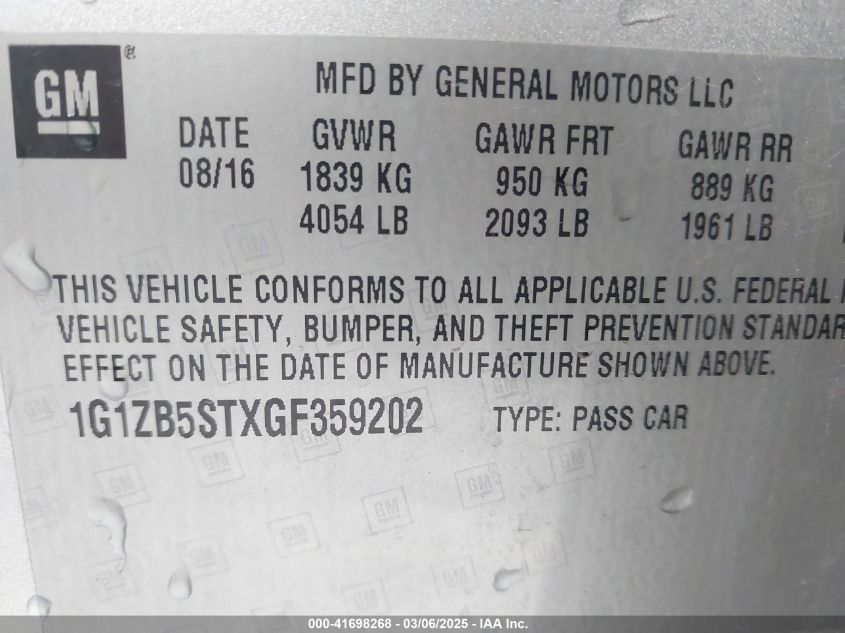 GM ®
MFD BY GENERAL MOTORS LLC
DATE GVWR GAWR FRT GAWR RR
08/16 1839 KG 950 KG 889 KG
4054 LB 2093 LB 1961 LB
THIS VEHICLE CONFORMS TO ALL APPLICABLE U.S. FEDERAL
VEHICLE SAFETY, BUMPER, AND THEFT PREVENTION STANDAR
EFFECT ON THE DATE OF MANUFACTURE SHOWN ABOVE.
1G1ZB5STXGF359202 TYPE: PASS CAR
000-41698268 - 03/06/2025 - IAA Inc.